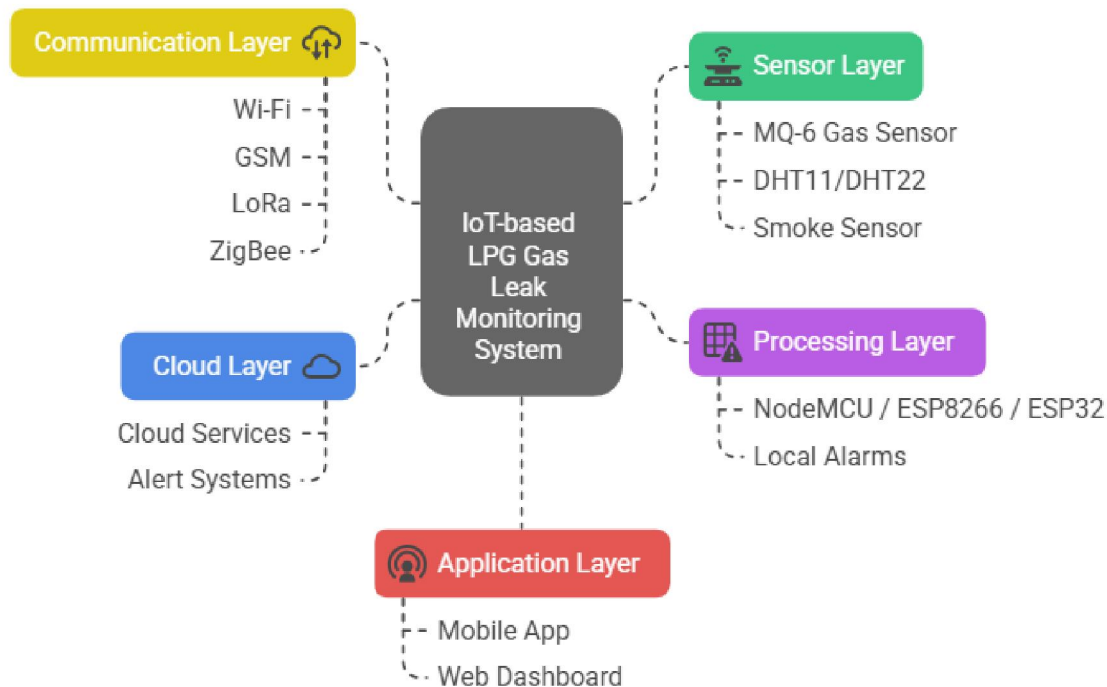 Communication Layer
Wi-Fi
GSM
LoRa
ZigBee
Cloud Layer
Cloud Services
Alert Systems
IoT-based
LPG Gas
Leak
Monitoring
System
Sensor Layer
MQ-6 Gas Sensor
DHT11/DHT22
Smoke Sensor
Processing Layer
NodeMCU / ESP8266 / ESP32
Local Alarms
Application Layer
Mobile App
Web Dashboard